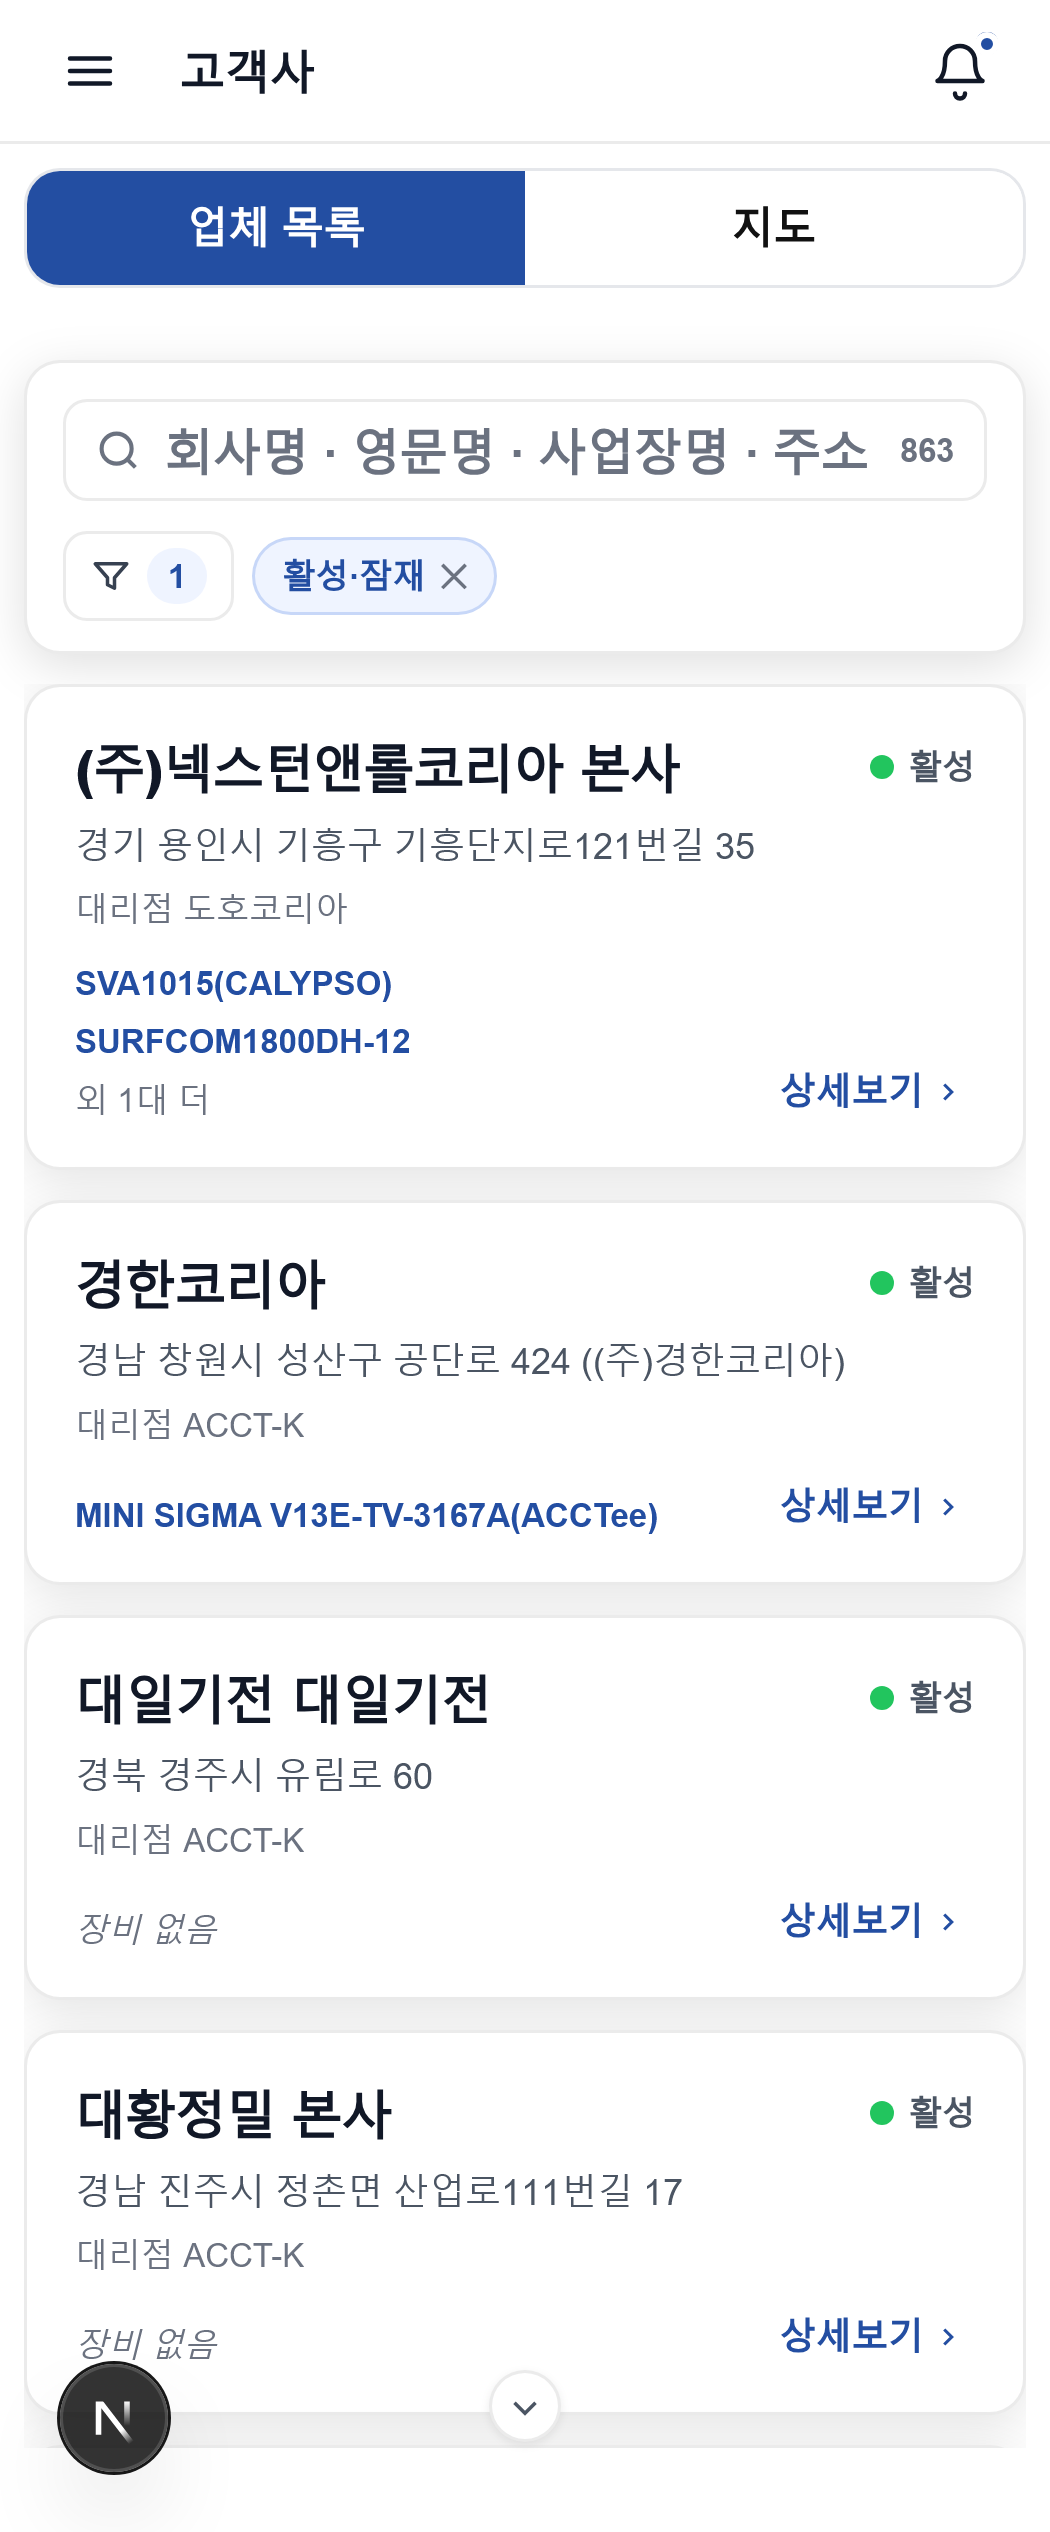 고객사
업체 목록
지도
회사명 · 영문명 · 사업장명 · 주소
863
1
활성·잠재
(주)넥스턴앤롤코리아 본사
활성
경기 용인시 기흥구 기흥단지로121번길 35
대리점 도호코리아
SVA1015(CALYPSO)
SURFCOM1800DH-12
외 1대 더
상세보기
경한코리아
활성
경남 창원시 성산구 공단로 424 ((주)경한코리아)
대리점 ACCT-K
MINI SIGMA V13E-TV-3167A(ACCTee)
상세보기
대일기전 대일기전
활성
경북 경주시 유림로 60
대리점 ACCT-K
장비 없음
상세보기
대황정밀 본사
활성
경남 진주시 정촌면 산업로111번길 17
대리점 ACCT-K
장비 없음
상세보기
N